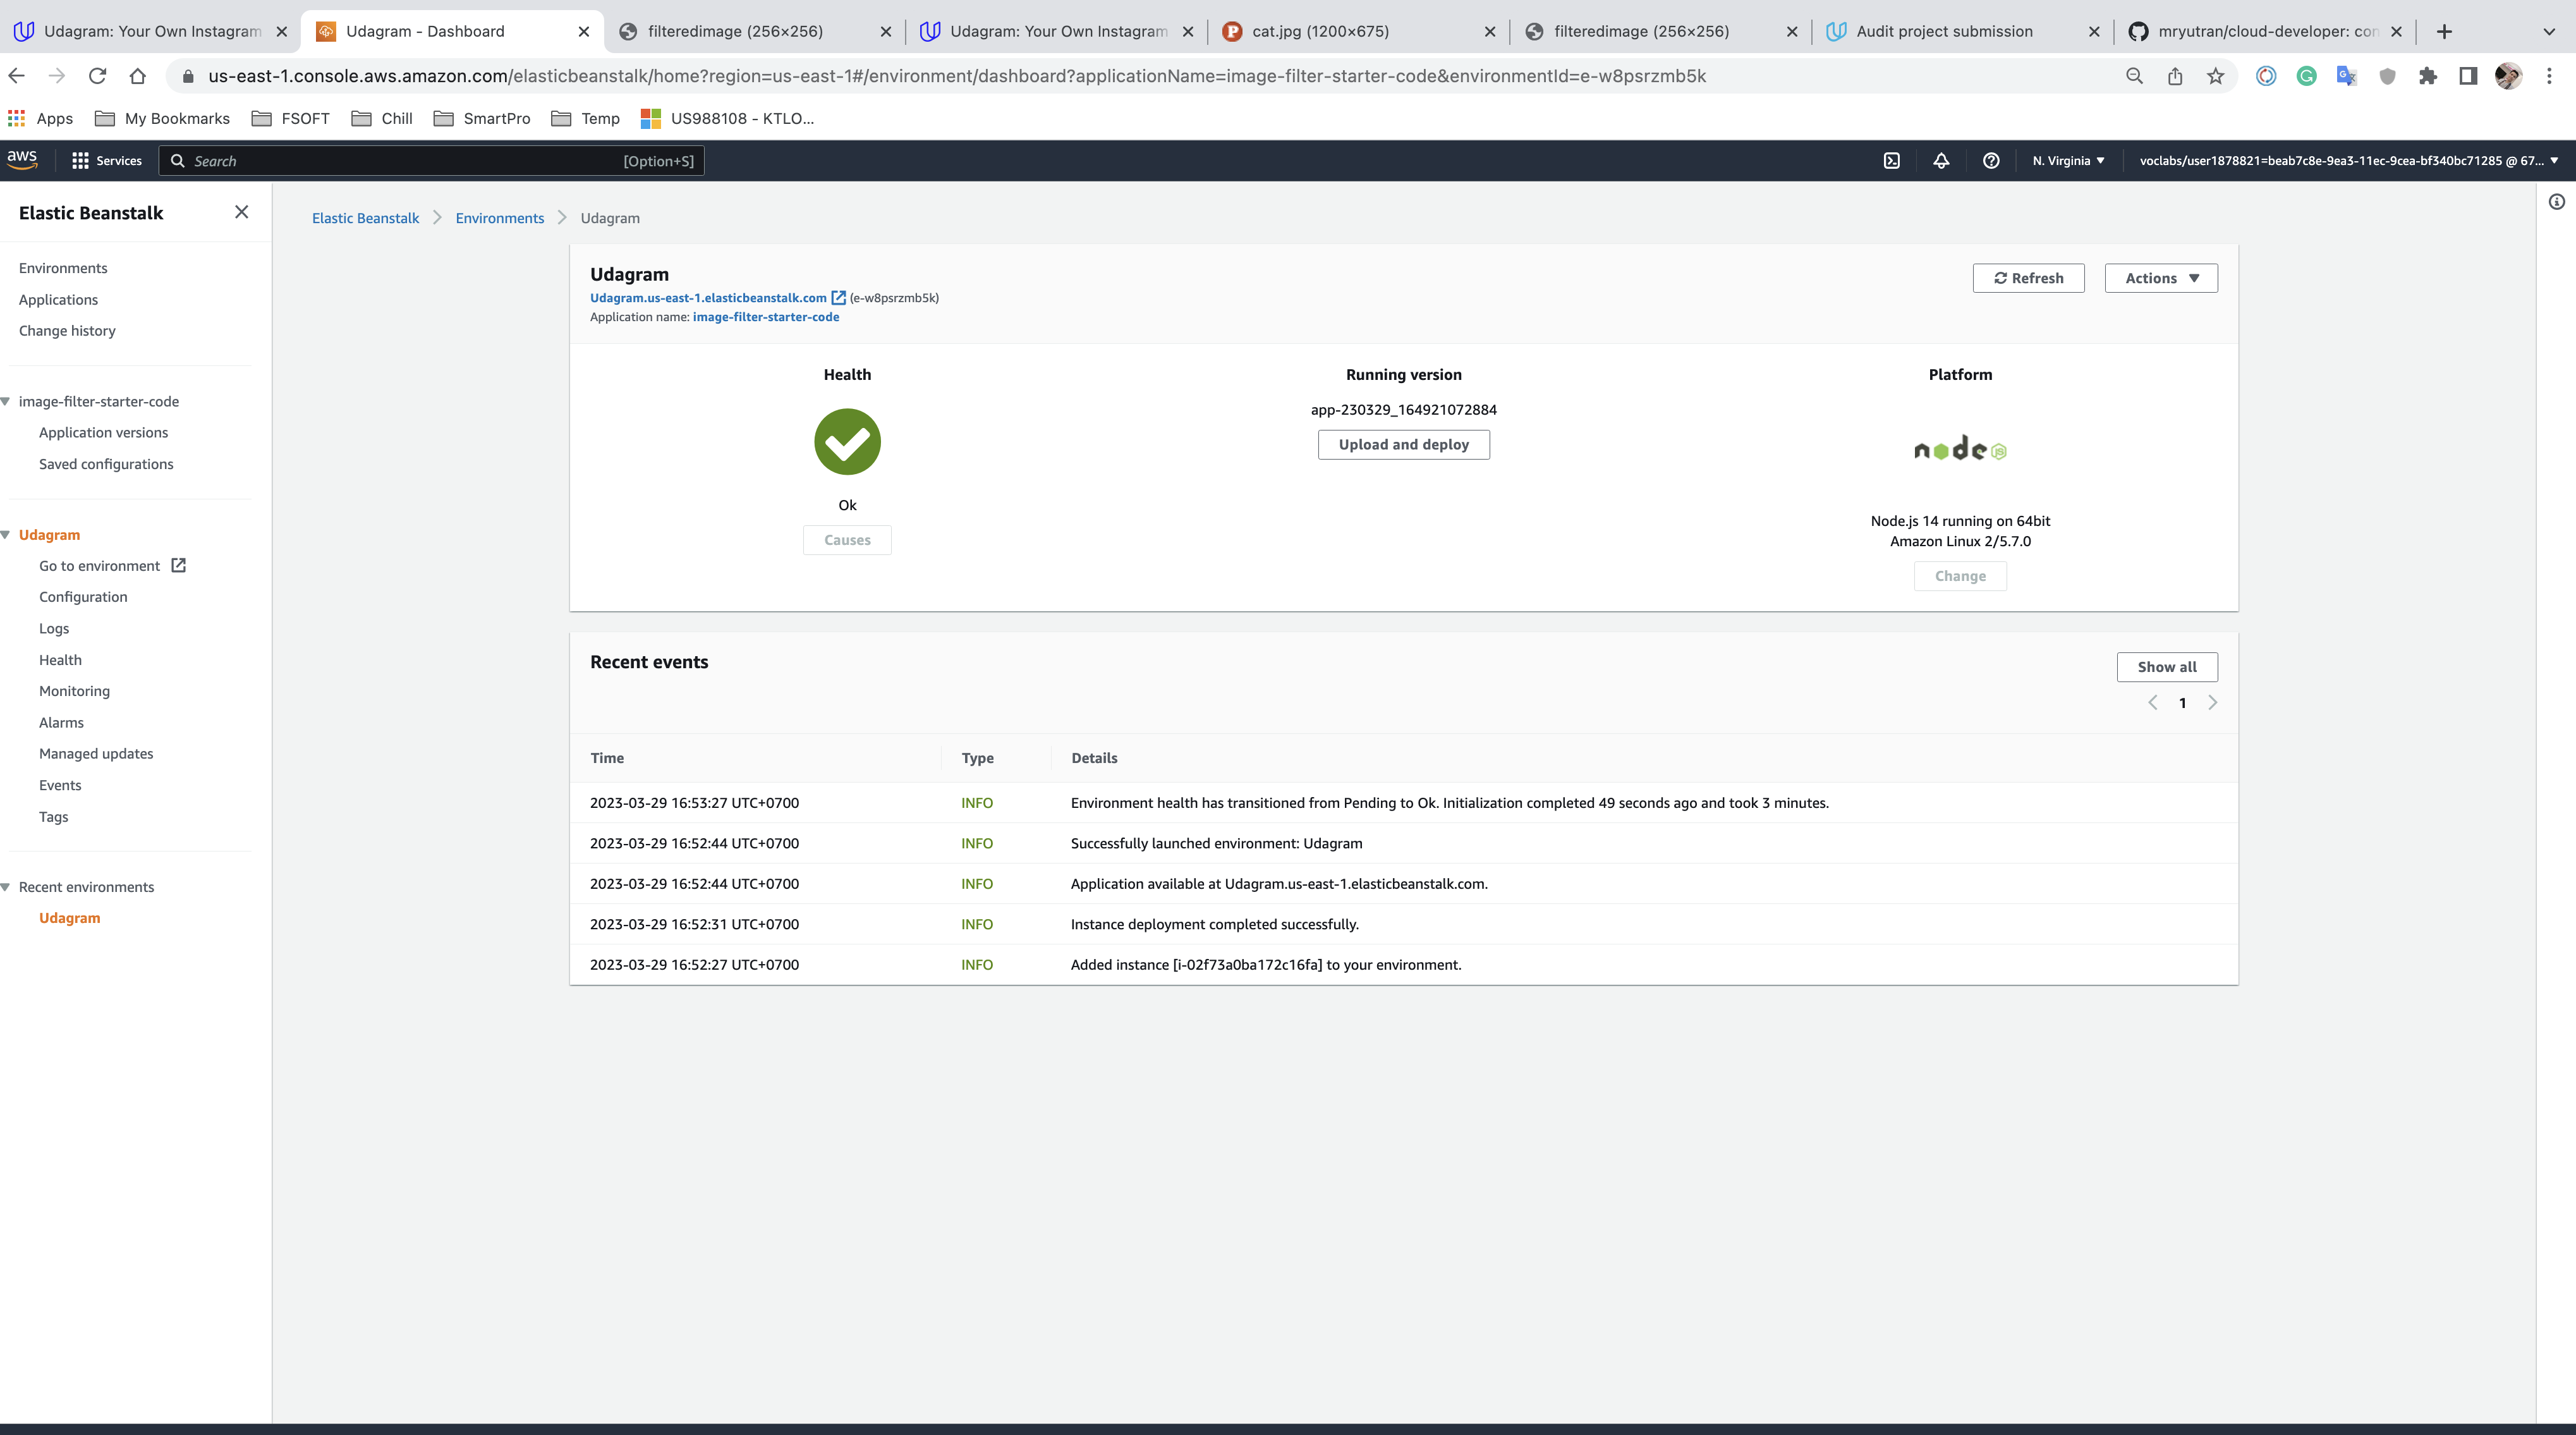 Udagram: Your Own Instagram
Udagram - Dashboard
filteredimage (256×256)
Udagram: Your Own Instagram
cat.jpg (1200×675)
filteredimage (256×256)
Audit project submission
mryutran/cloud-developer: con
us-east-1.console.aws.amazon.com/elasticbeanstalk/home?region=us-east-1#/environment/dashboard?applicationName=image-filter-starter-code&environmentId=e-w8psrzmb5k
Apps
My Bookmarks
FSOFT
Chill
SmartPro
Temp
US988108 - KTLO...
aws
Services
Search
[Option+S]
N. Virginia
voclabs/user1878821=beab7c8e-9ea3-11ec-9cea-bf340bc71285 @ 67...
Elastic Beanstalk
Environments
Applications
Change history
image-filter-starter-code
Application versions
Saved configurations
Udagram
Go to environment
Configuration
Logs
Health
Monitoring
Alarms
Managed updates
Events
Tags
Recent environments
Udagram
Elastic Beanstalk
Environments
Udagram
Udagram
Udagram.us-east-1.elasticbeanstalk.com (e-w8psrzmb5k)
Application name: image-filter-starter-code
Refresh
Actions
Health
Ok
Causes
Running version
app-230329_164921072884
Upload and deploy
Platform
node JS
Node.js 14 running on 64bit
Amazon Linux 2/5.7.0
Change
Recent events
Show all
1
Time Type Details
2023-03-29 16:53:27 UTC+0700 INFO Environment health has transitioned from Pending to Ok. Initialization completed 49 seconds ago and took 3 minutes.
2023-03-29 16:52:44 UTC+0700 INFO Successfully launched environment: Udagram
2023-03-29 16:52:44 UTC+0700 INFO Application available at Udagram.us-east-1.elasticbeanstalk.com.
2023-03-29 16:52:31 UTC+0700 INFO Instance deployment completed successfully.
2023-03-29 16:52:27 UTC+0700 INFO Added instance [i-02f73a0ba172c16fa] to your environment.